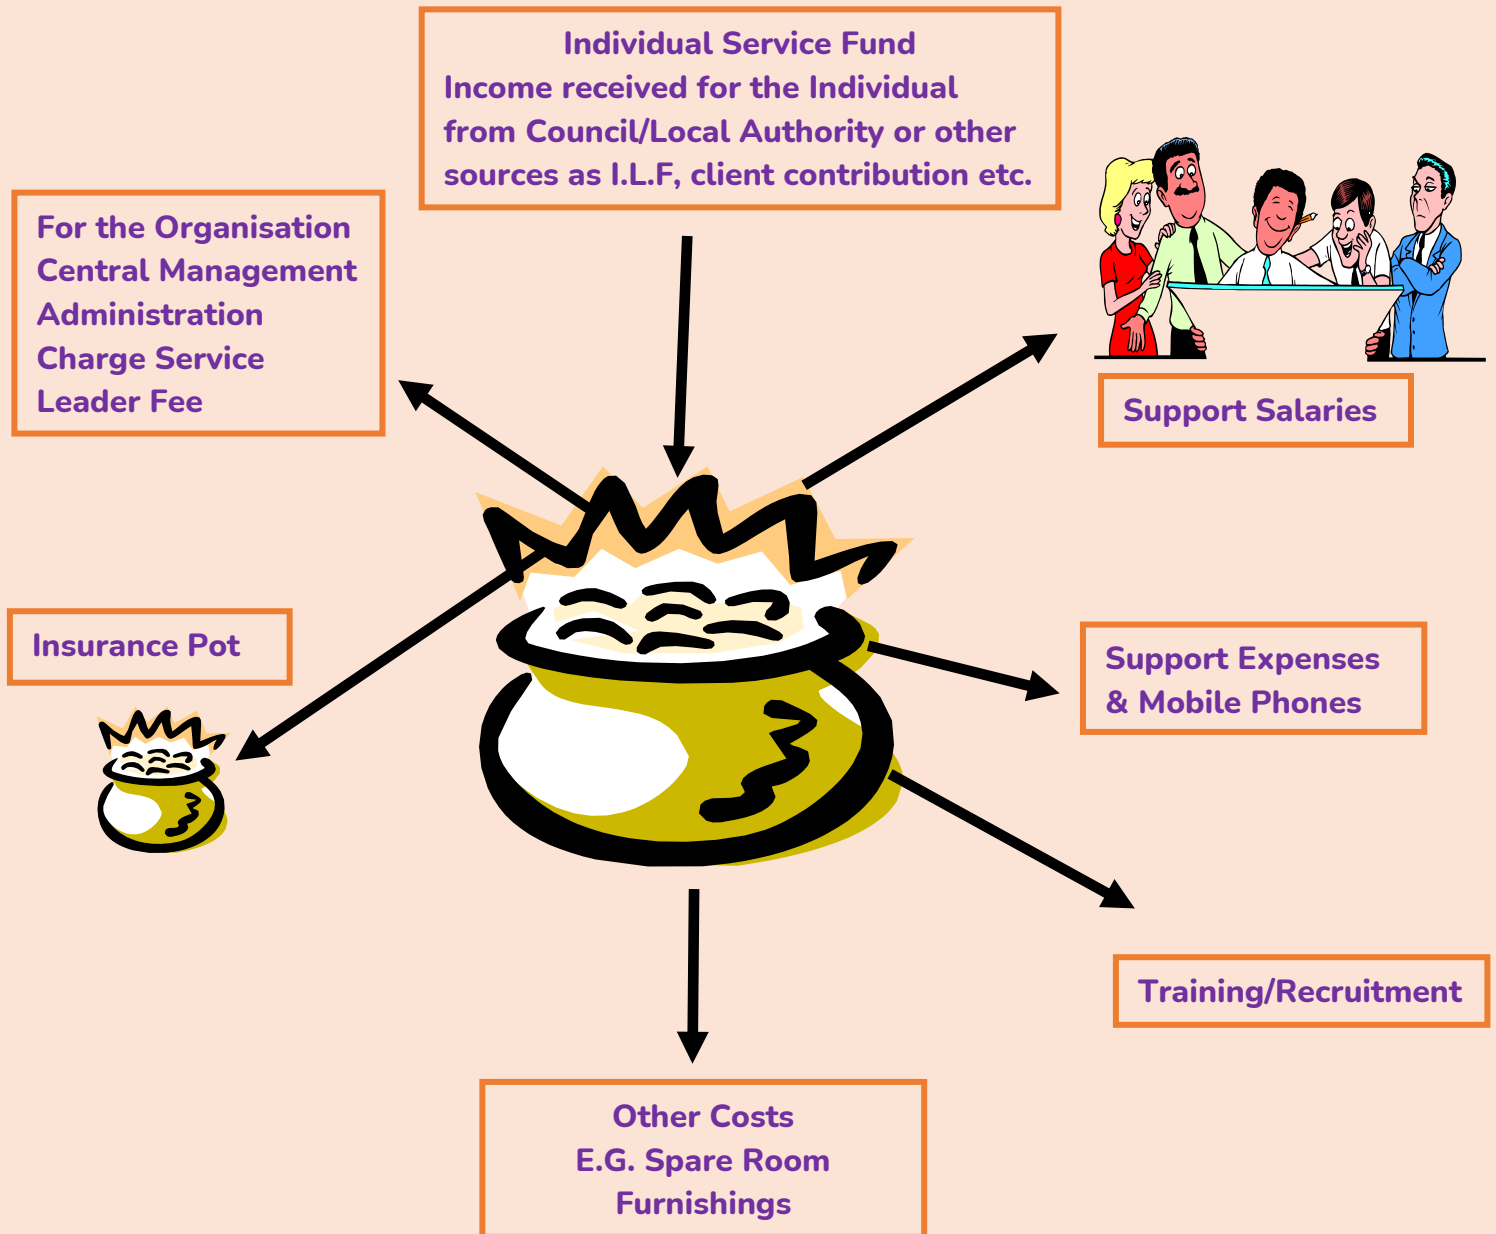 Individual Service Fund
Income received for the Individual
from Council/Local Authority or other
sources as I.L.F, client contribution etc.
For the Organisation
Central Management
Administration
Charge Service
Leader Fee
Support Salaries
Insurance Pot
Support Expenses
& Mobile Phones
Training/Recruitment
Other Costs
E.G. Spare Room
Furnishings